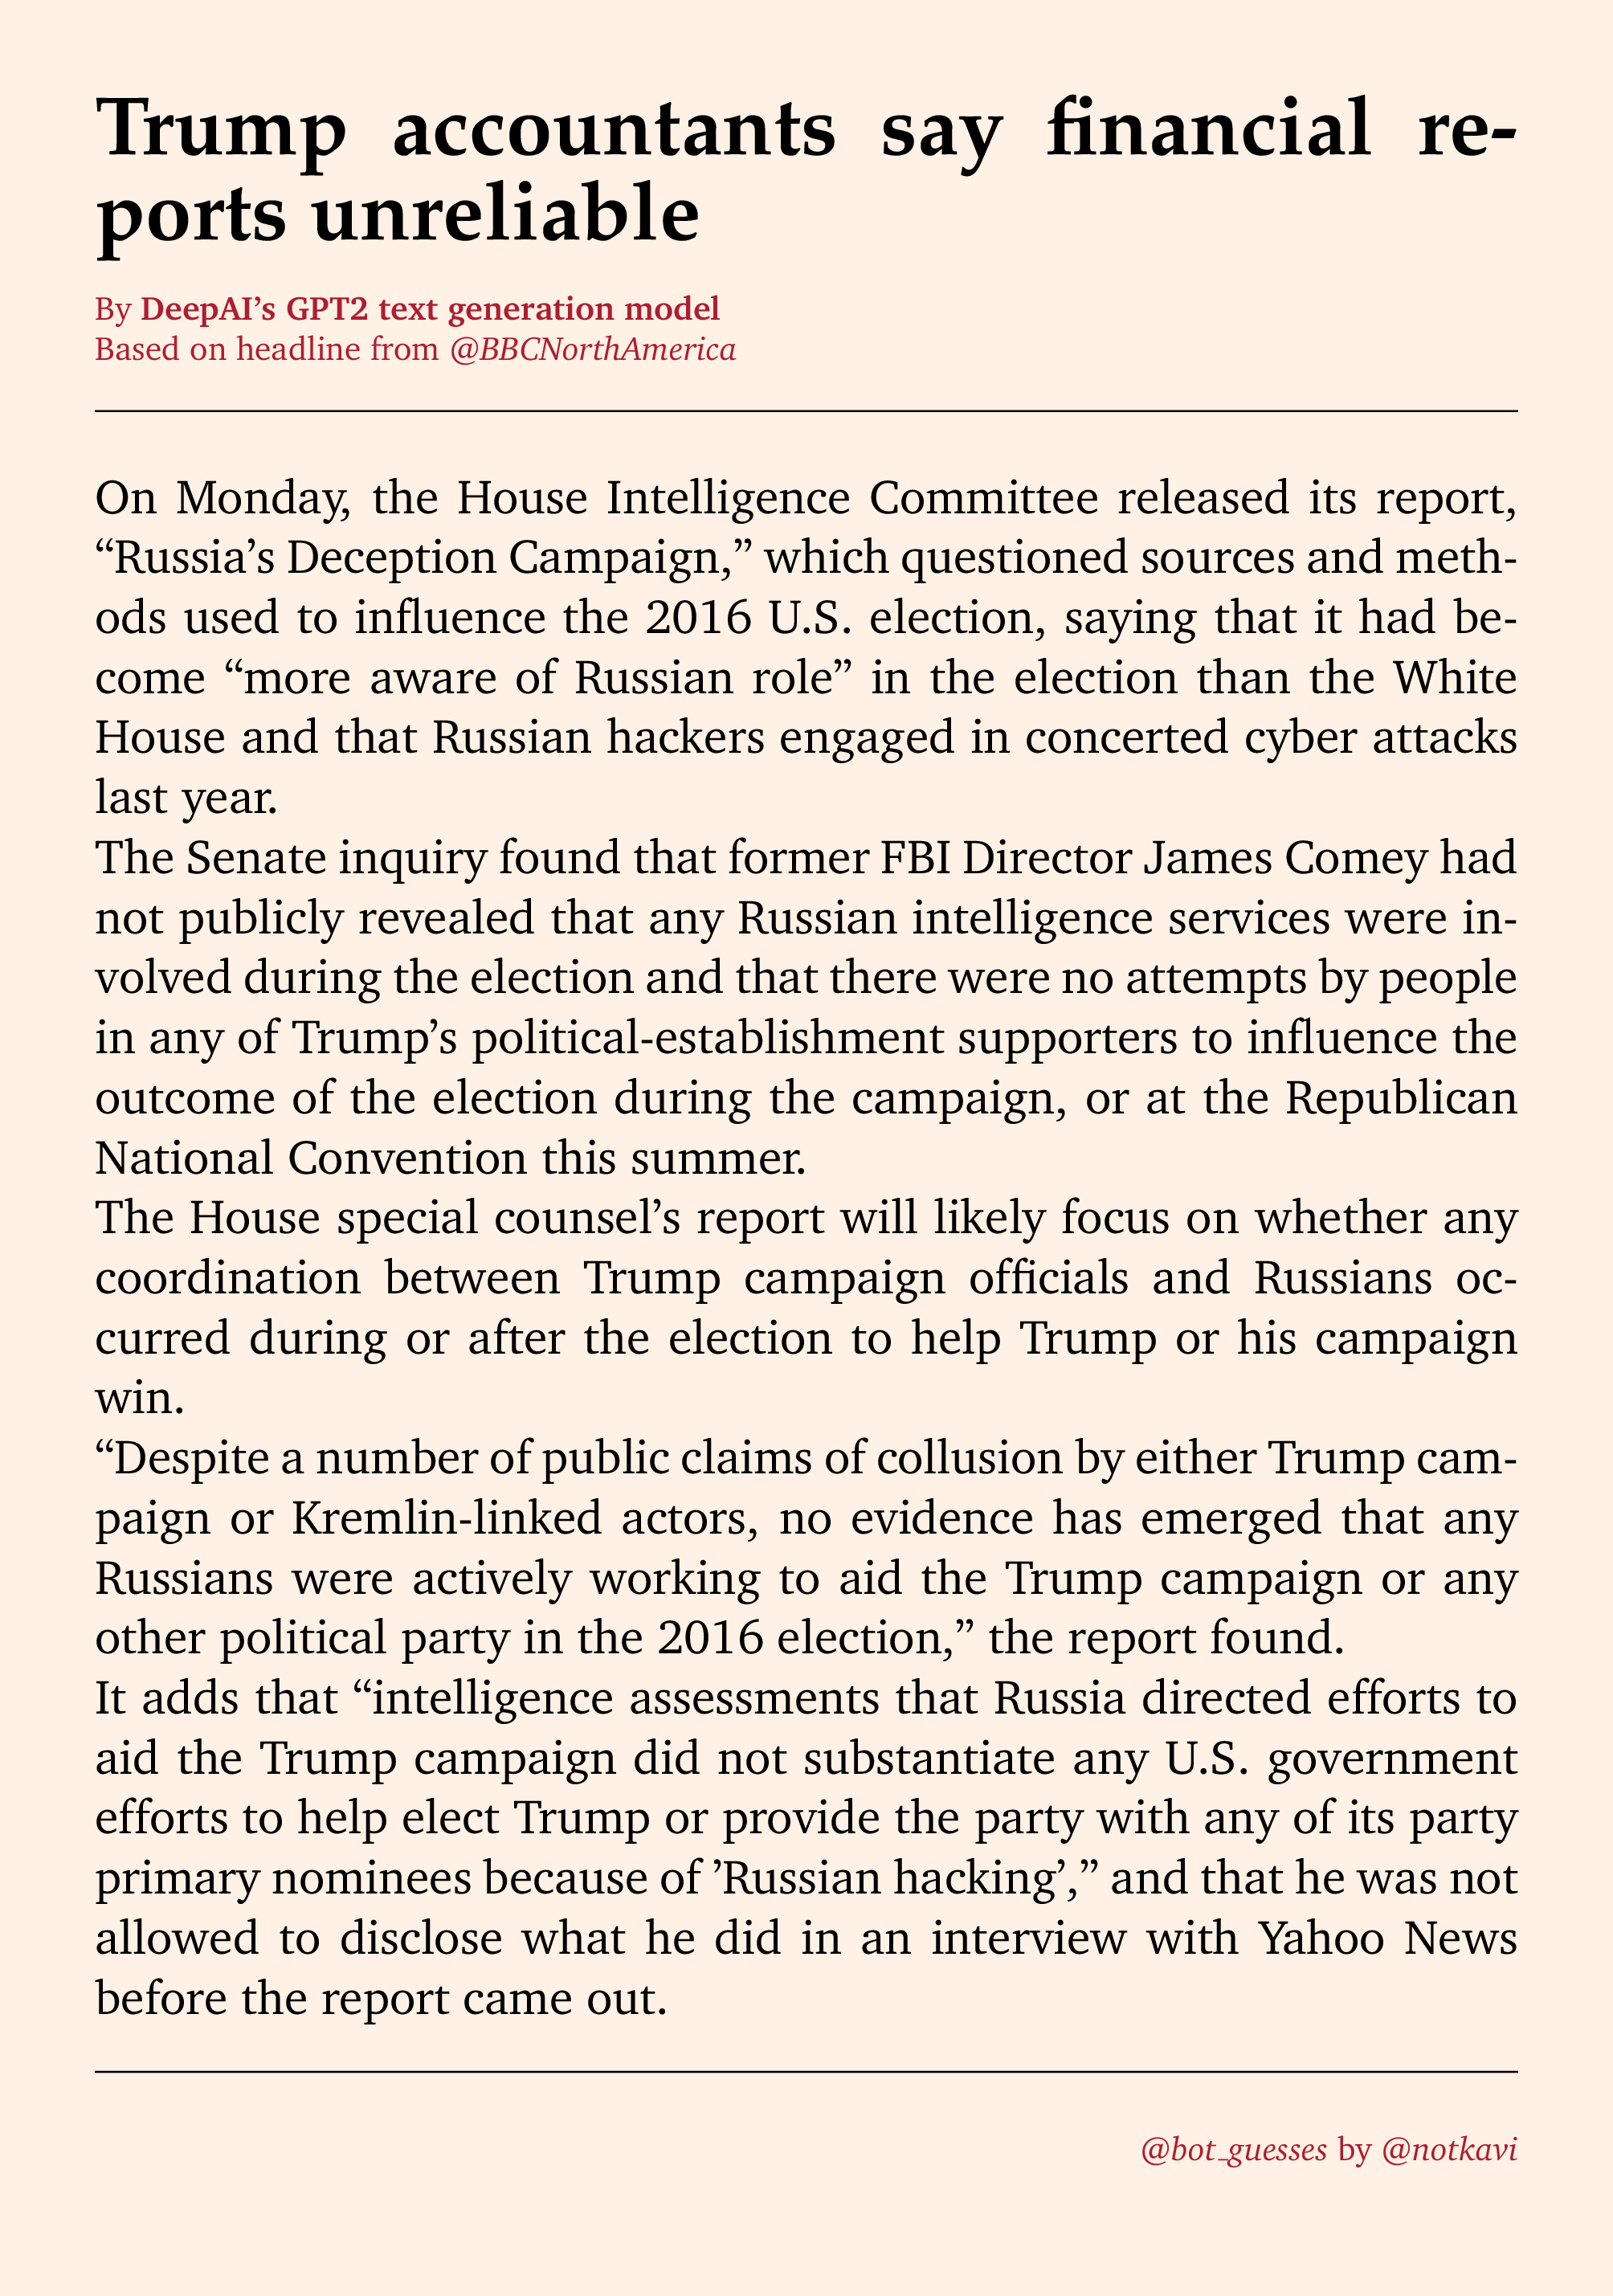 Trump accountants say financial re-
ports unreliable
By DeepAI’s GPT2 text generation model
Based on headline from @BBCNorthAmerica
On Monday, the House Intelligence Committee released its report,
“Russia’s Deception Campaign,” which questioned sources and meth-
ods used to influence the 2016 U.S. election, saying that it had be-
come “more aware of Russian role” in the election than the White
House and that Russian hackers engaged in concerted cyber attacks
last year.
The Senate inquiry found that former FBI Director James Comey had
not publicly revealed that any Russian intelligence services were in-
volved during the election and that there were no attempts by people
in any of Trump’s political-establishment supporters to influence the
outcome of the election during the campaign, or at the Republican
National Convention this summer.
The House special counsel’s report will likely focus on whether any
coordination between Trump campaign officials and Russians oc-
curred during or after the election to help Trump or his campaign
win.
“Despite a number of public claims of collusion by either Trump cam-
paign or Kremlin-linked actors, no evidence has emerged that any
Russians were actively working to aid the Trump campaign or any
other political party in the 2016 election,” the report found.
It adds that “intelligence assessments that Russia directed efforts to
aid the Trump campaign did not substantiate any U.S. government
efforts to help elect Trump or provide the party with any of its party
primary nominees because of ’Russian hacking’,” and that he was not
allowed to disclose what he did in an interview with Yahoo News
before the report came out.
@bot_guesses by @notkavi